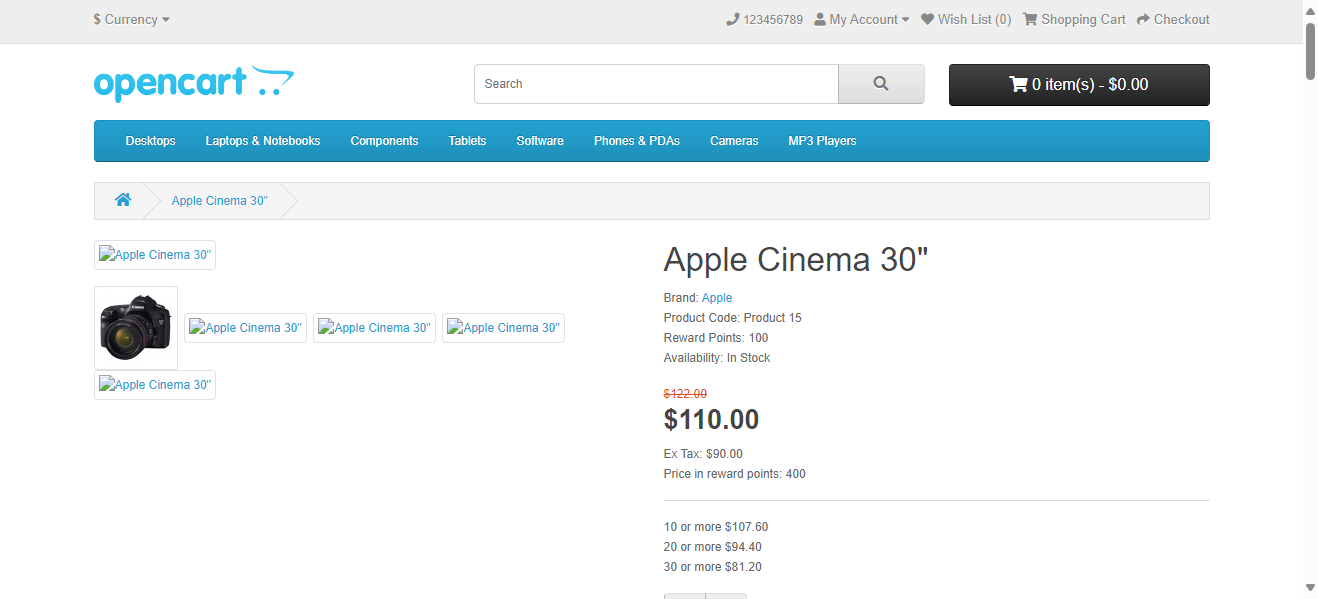 $ Currency
123456789 My Account Wish List (0) Shopping Cart Checkout
opencart
Search
0 item(s) - $0.00
Desktops Laptops & Notebooks Components Tablets Software Phones & PDAs Cameras MP3 Players
Apple Cinema 30"
Apple Cinema 30"
Canon
Apple Cinema 30"
Apple Cinema 30"
Apple Cinema 30"
Apple Cinema 30"
Apple Cinema 30"
Brand: Apple
Product Code: Product 15
Reward Points: 100
Availability: In Stock
$122.00
$110.00
Ex Tax: $90.00
Price in reward points: 400
10 or more $107.60
20 or more $94.40
30 or more $81.20